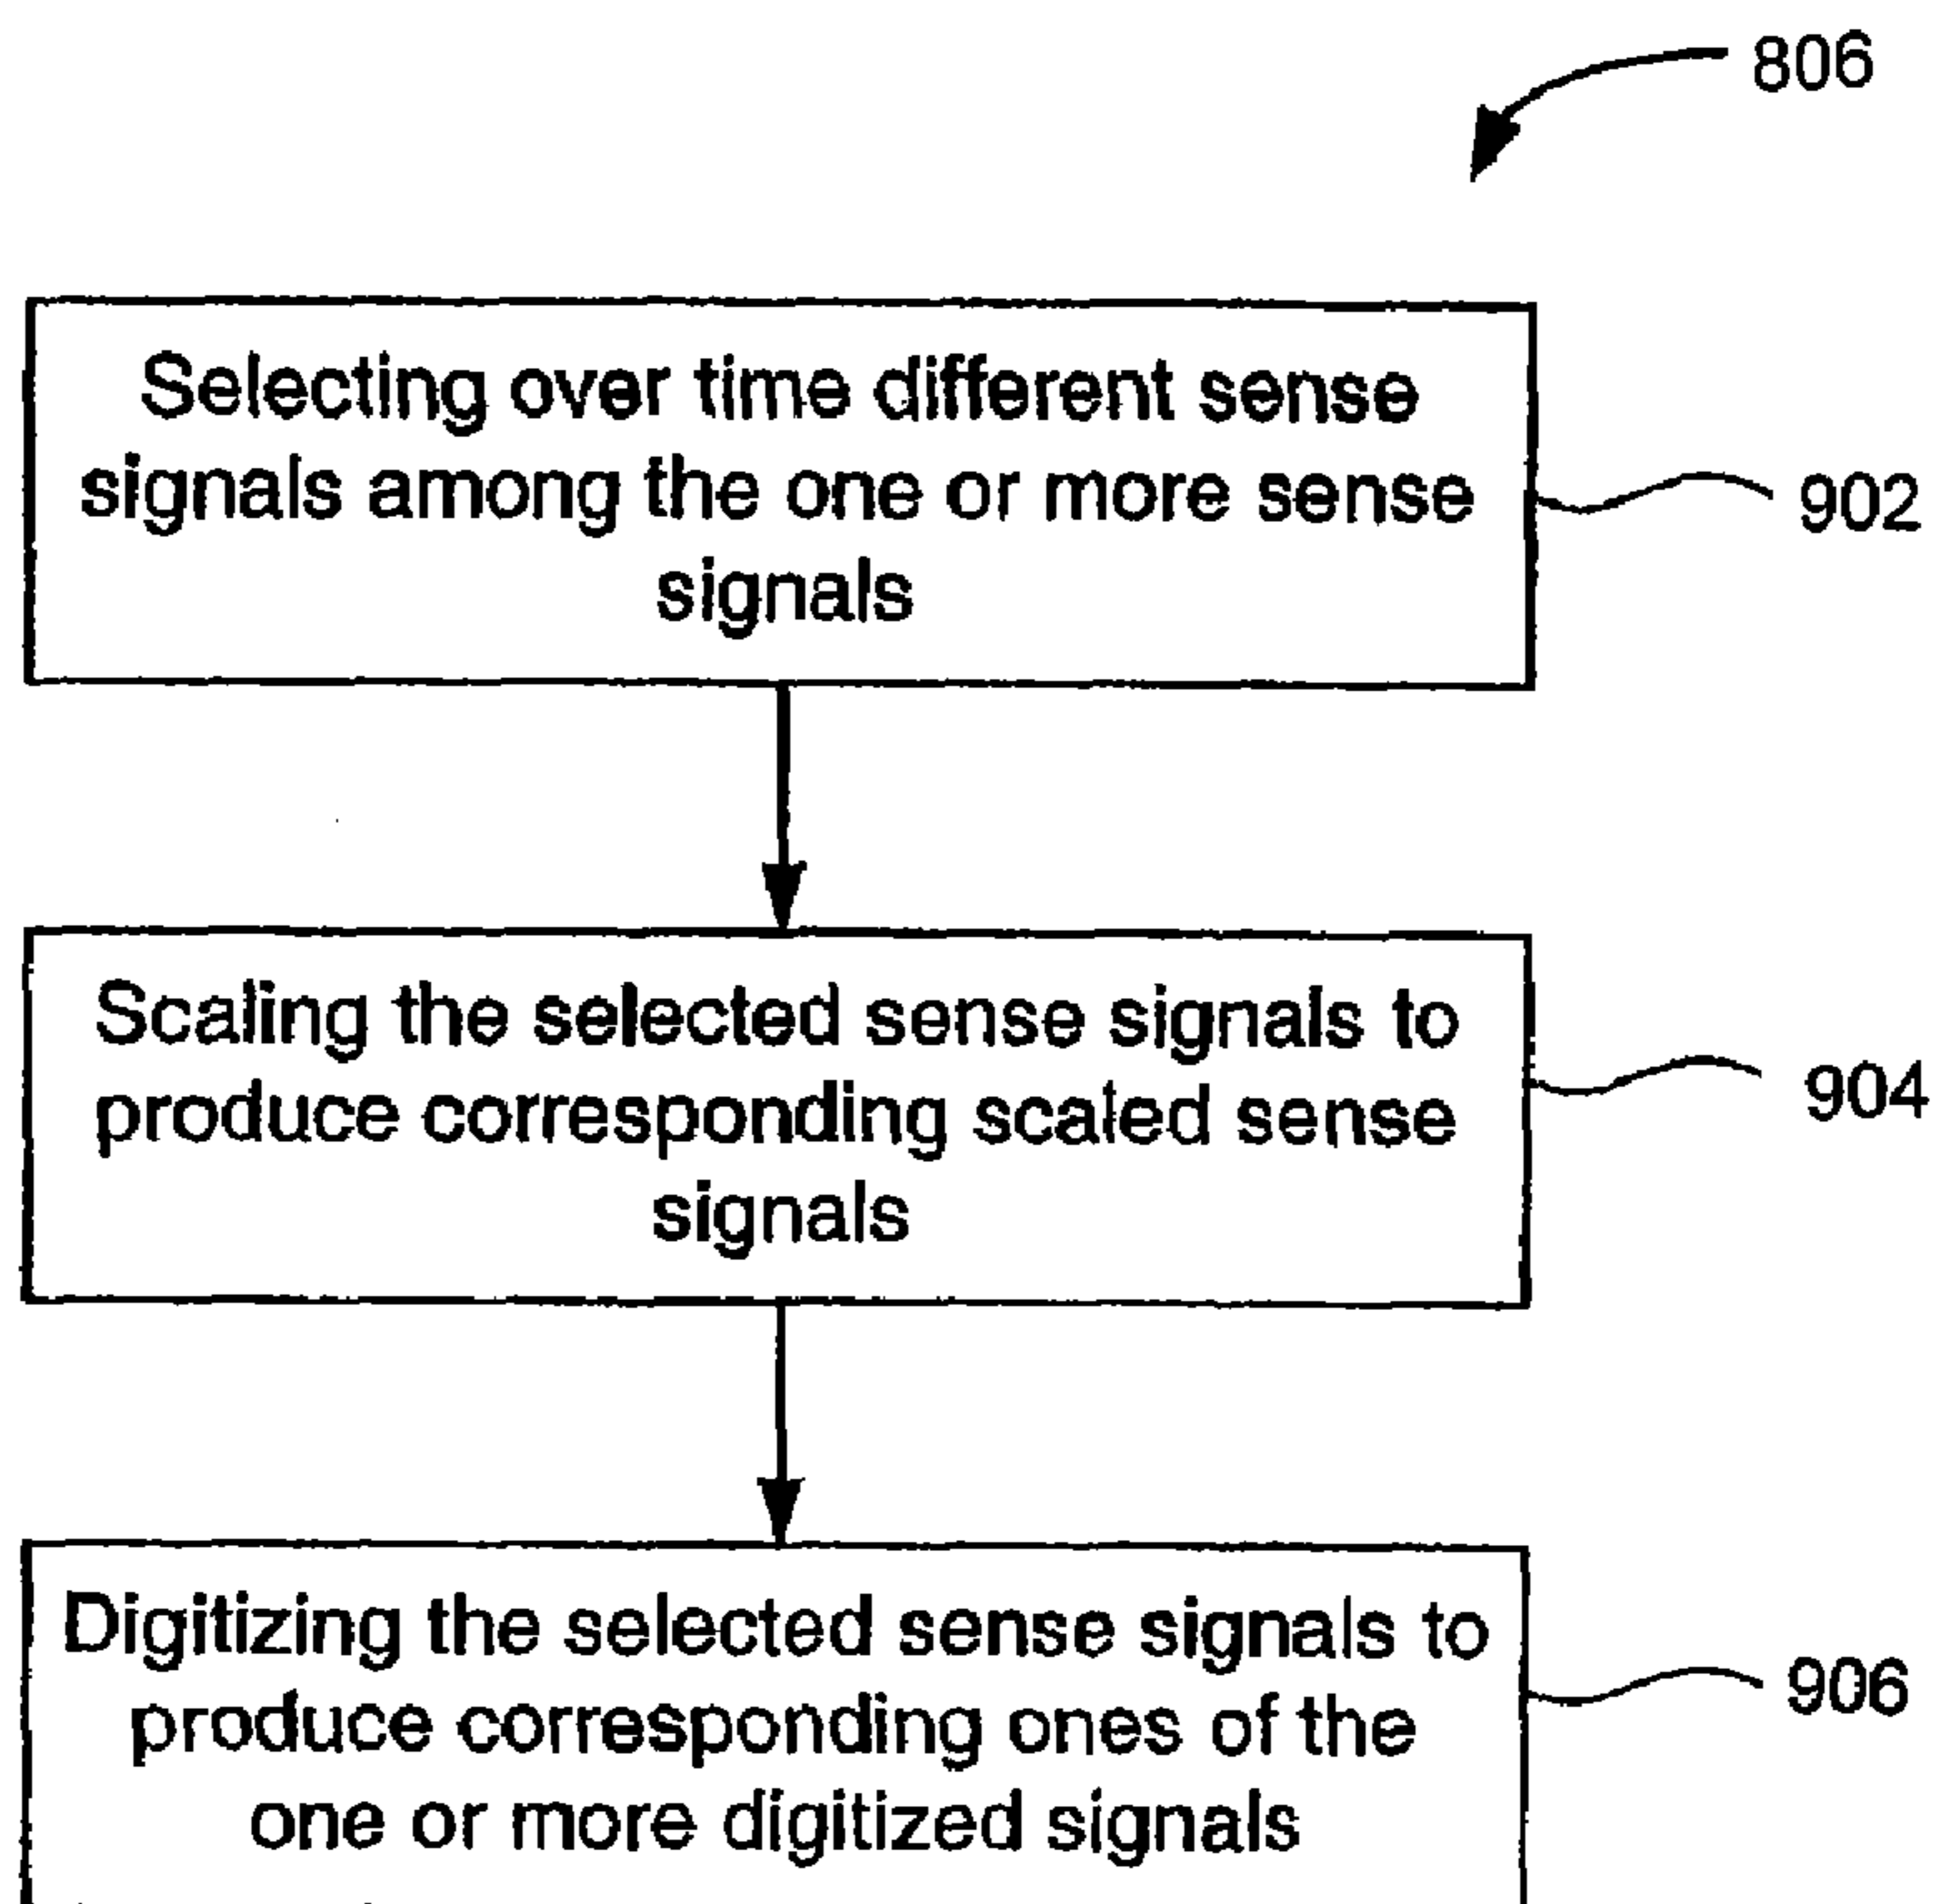 806
Selecting over time different sense
signals among the one or more sense
signals
902
Scaling the selected sense signals to
produce corresponding scaled sense
signals
904
Digitizing the selected sense signals to
produce corresponding ones of the
one or more digitized signals
906